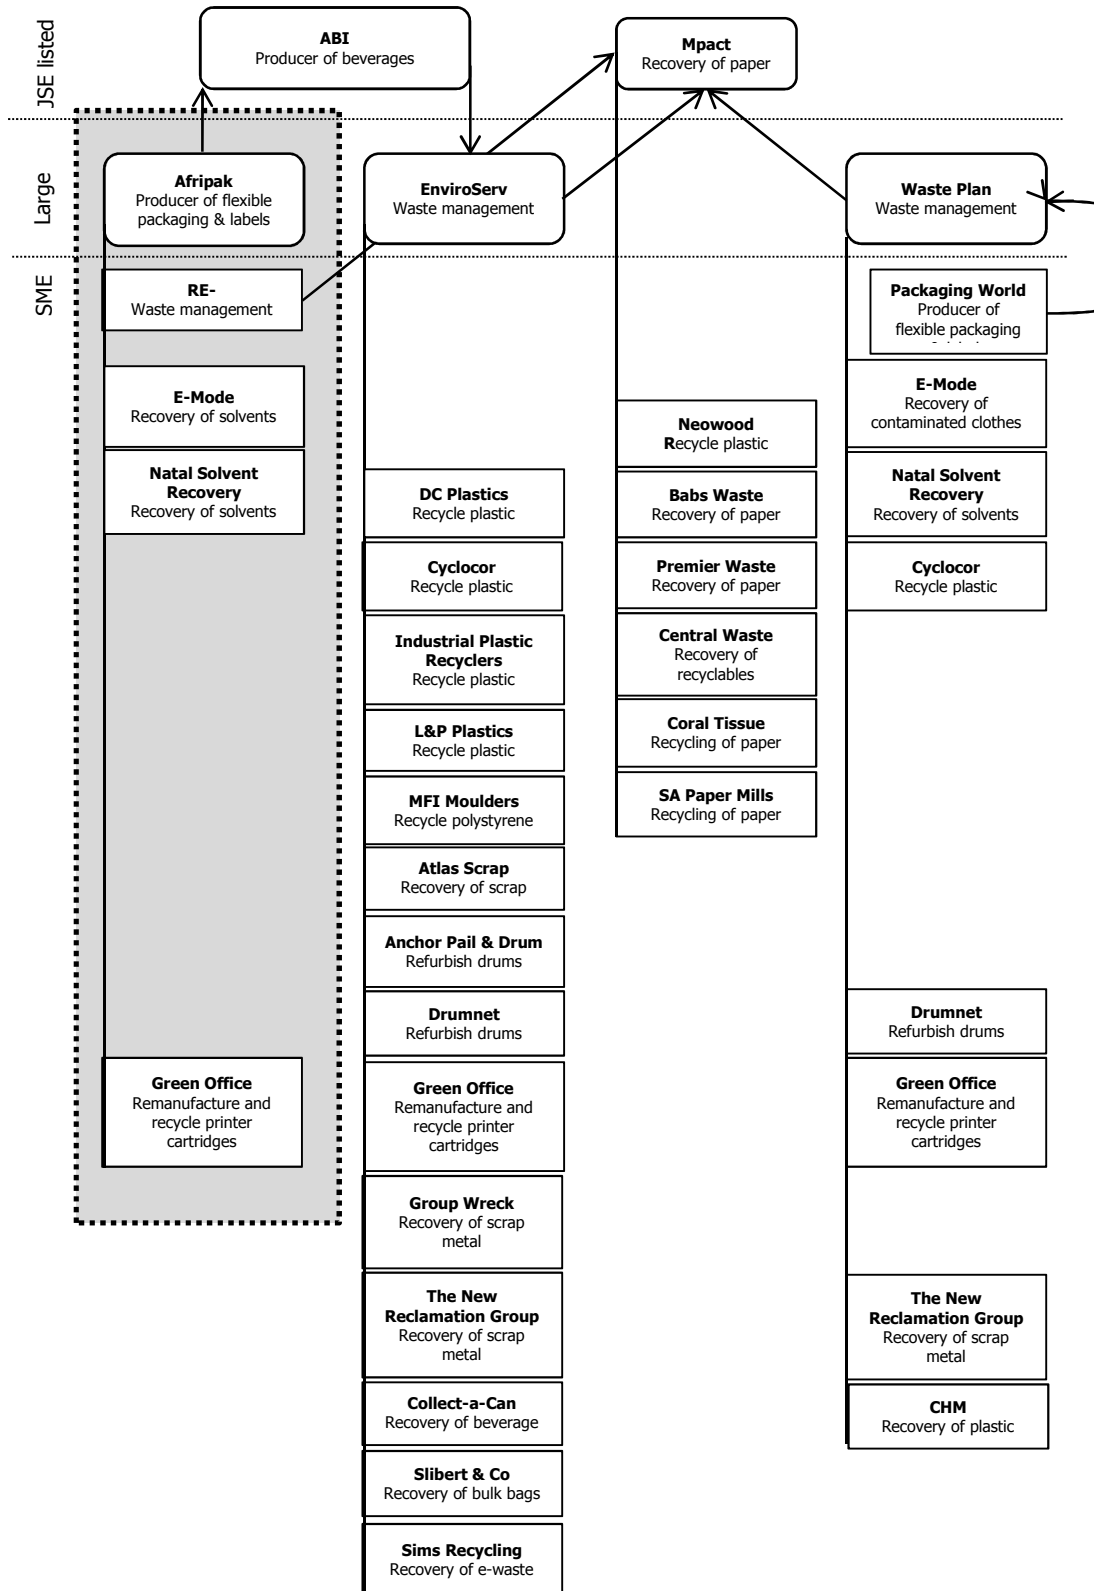 JSE listed
ABI
Producer of beverages
Mpact
Recovery of paper
Large
Afripak
Producer of flexible
packaging & labels
EnviroServ
Waste management
Waste Plan
Waste management
SME
RE-
Waste management
E-Mode
Recovery of solvents
Natal Solvent
Recovery
Recovery of solvents
Green Office
Remanufacture and
recycle printer
cartridges
DC Plastics
Recycle plastic
Cyclocor
Recycle plastic
Industrial Plastic
Recyclers
Recycle plastic
L&P Plastics
Recycle plastic
MFI Moulders
Recycle polystyrene
Atlas Scrap
Recovery of scrap
Anchor Pail & Drum
Refurbish drums
Drumnet
Refurbish drums
Green Office
Remanufacture and
recycle printer
cartridges
Group Wreck
Recovery of scrap
metal
The New
Reclamation Group
Recovery of scrap
metal
Collect-a-Can
Recovery of beverage
Slibert & Co
Recovery of bulk bags
Sims Recycling
Recovery of e-waste
Neowood
Recycle plastic
Babs Waste
Recovery of paper
Premier Waste
Recovery of paper
Central Waste
Recovery of
recyclables
Coral Tissue
Recycling of paper
SA Paper Mills
Recycling of paper
Packaging World
Producer of
flexible packaging
E-Mode
Recovery of
contaminated clothes
Natal Solvent
Recovery
Recovery of solvents
Cyclocor
Recycle plastic
Drumnet
Refurbish drums
Green Office
Remanufacture and
recycle printer
cartridges
The New
Reclamation Group
Recovery of scrap
metal
CHM
Recovery of plastic